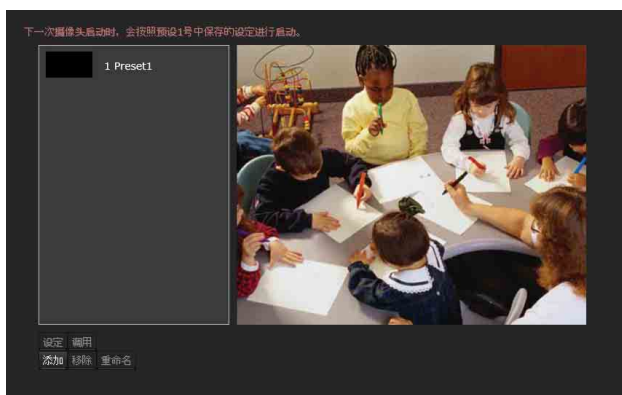 下一次摄像头启动时，会按照预设1号中保存的设定进行启动。
1 Preset1
设定 调用
添加 移除 重命名